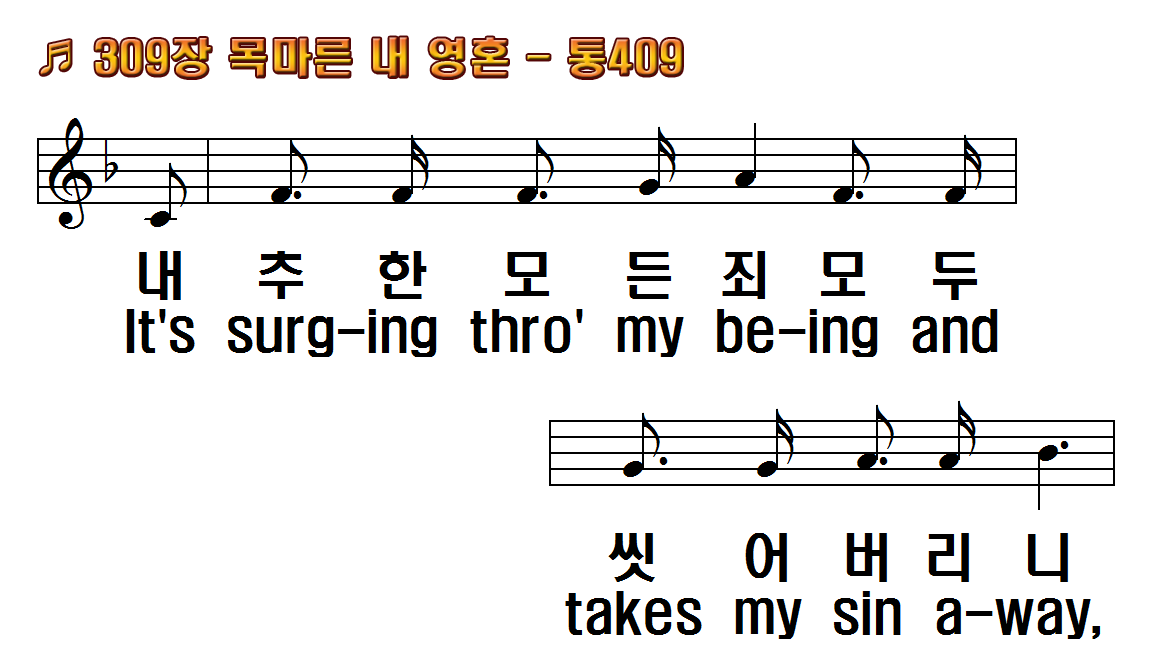 309장 목마른 내 영혼 - 통409
내 추 한 모 든 죄 모 두
It's surg-ing thro' my be-ing and
씻 어 버 리 니
takes my sin a-way,